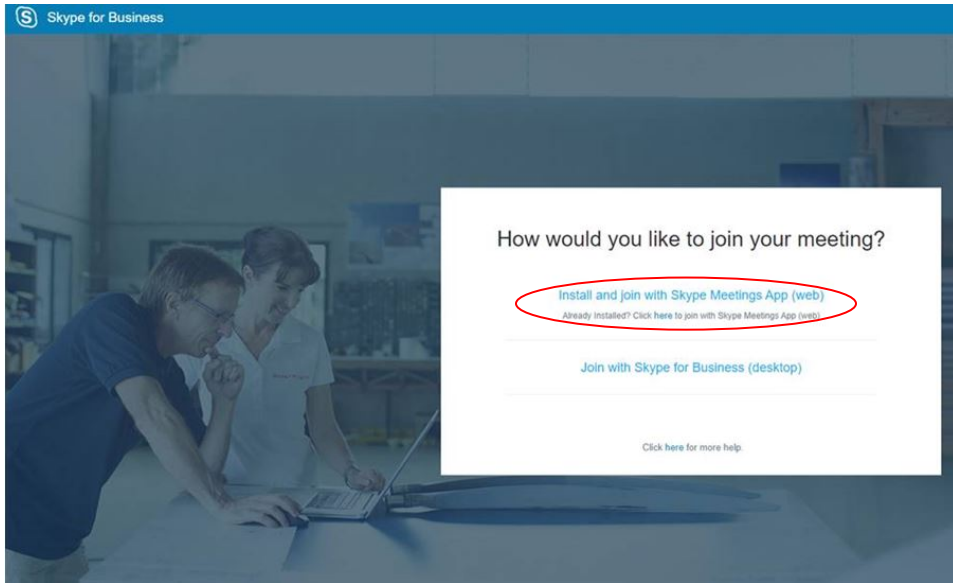 Skype for Business
How would you like to join your meeting?
Install and join with Skype Meetings App (web)
Already Installed? Click here to join with Skype Meetings App (web)
Join with Skype for Business (desktop)
Click here for more help.